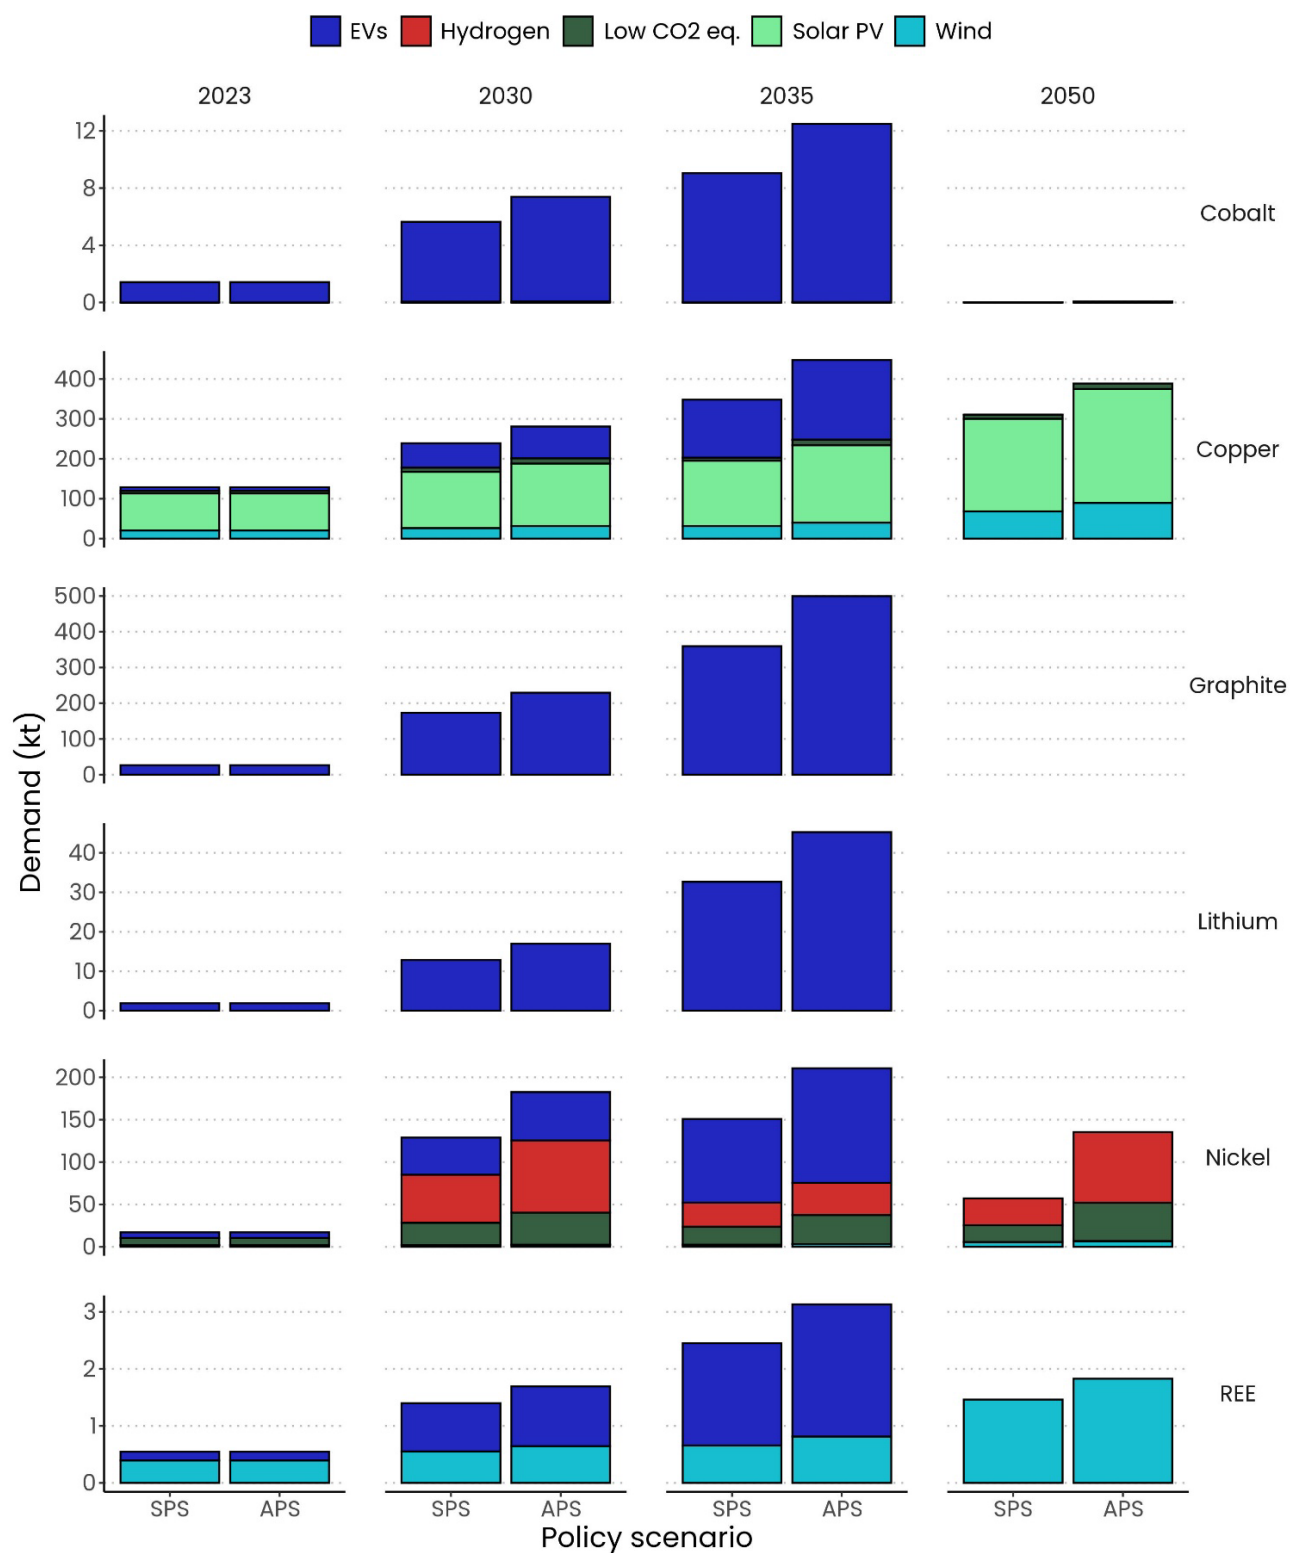 EVs Hydrogen Low CO2 eq. Solar PV Wind
2023 2030 2035 2050
12
8
4
0
Cobalt
400
300
200
100
0
Copper
500
400
300
200
100
0
Graphite
Demand (kt)
40
30
20
10
0
Lithium
200
150
100
50
0
Nickel
3
2
1
0
REE
SPS APS SPS APS SPS APS SPS APS
Policy scenario